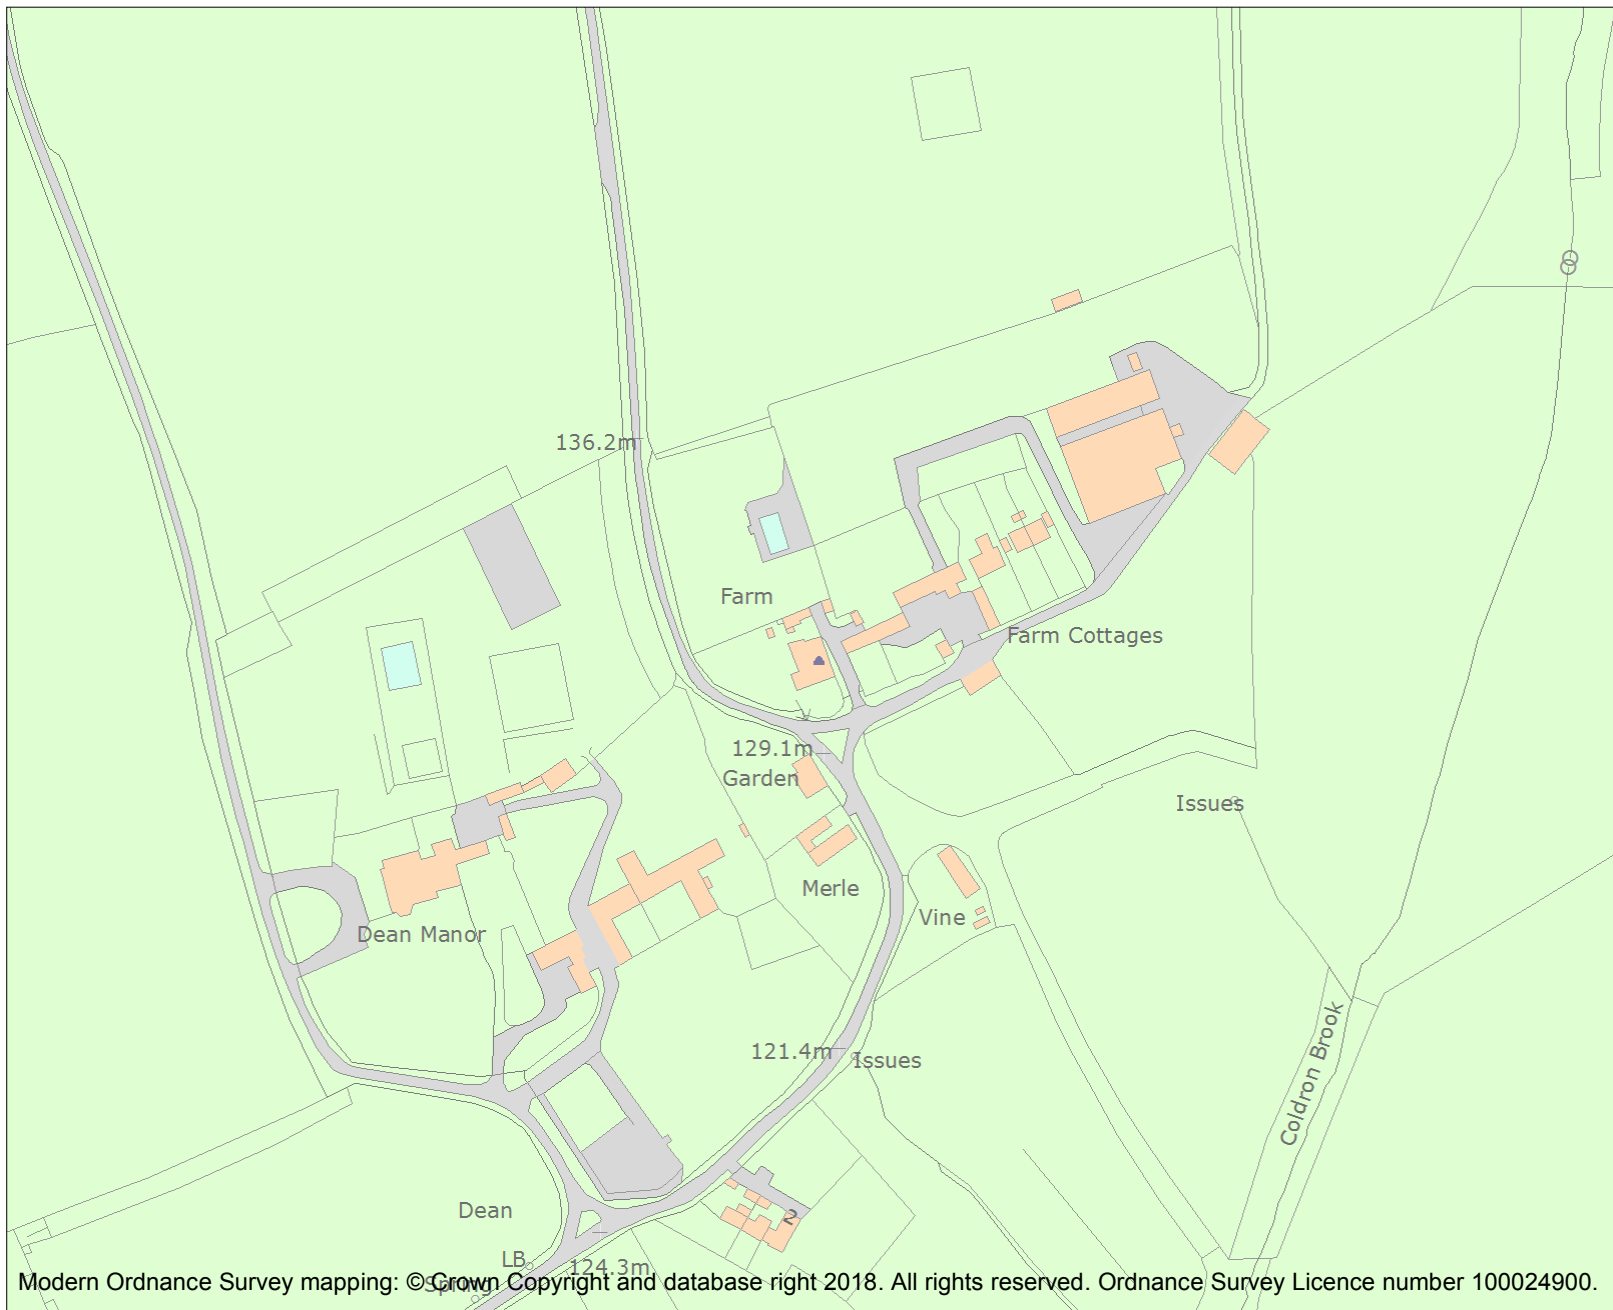 136.2m
Farm
Farm Cottages
129.1m
Garden
Issues
Merle
Vine
Dean Manor
Coldron Brook
121.4m
Issues
Dean
2
LB
124.3m
Spring
Modern Ordnance Survey mapping: © Crown Copyright and database right 2018. All rights reserved. Ordnance Survey Licence number 100024900.